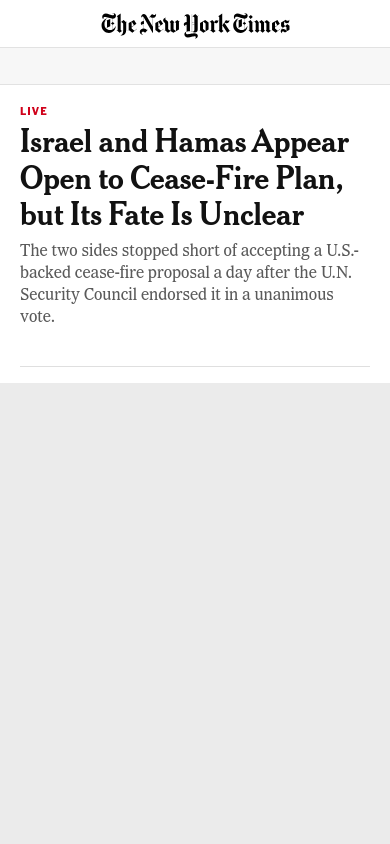 The New York Times
LIVE
Israel and Hamas Appear
Open to Cease-Fire Plan,
but Its Fate Is Unclear
The two sides stopped short of accepting a U.S.-
backed cease-fire proposal a day after the U.N.
Security Council endorsed it in a unanimous
vote.